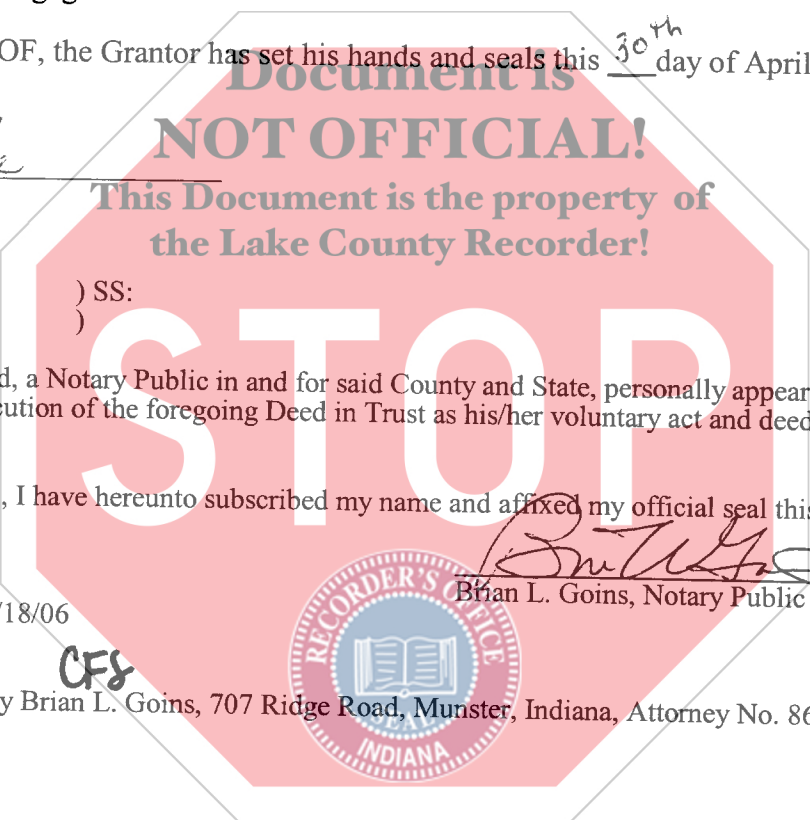 OF, the Grantor has set his hands and seals this 30th day of April
Document is
NOT OFFICIAL!
This Document is the property of
the Lake County Recorder!
) SS:
)
STOP
d, a Notary Public in and for said County and State, personally appear
cution of the foregoing Deed in Trust as his/her voluntary act and deed
, I have hereunto subscribed my name and affixed my official seal this
Brian L. Goins, Notary Public
/18/06
RECORDER'S OFFICE
SEAL
INDIANA
CFS
y Brian L. Goins, 707 Ridge Road, Munster, Indiana, Attorney No. 86